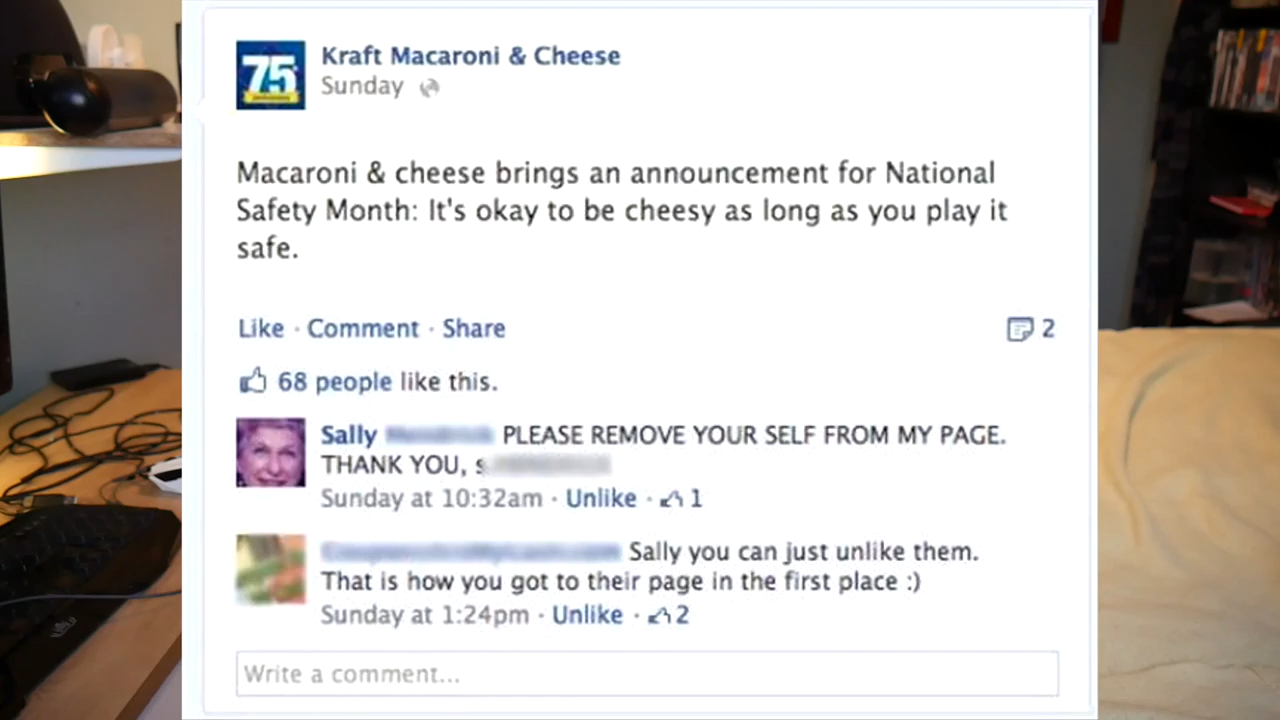 75
Kraft Macaroni & Cheese
Sunday
Macaroni & cheese brings an announcement for National
Safety Month: It's okay to be cheesy as long as you play it
safe.
Like · Comment · Share
2
68 people like this.
Sally PLEASE REMOVE YOUR SELF FROM MY PAGE.
THANK YOU, s
Sunday at 10:32am · Unlike · 1
Sally you can just unlike them.
That is how you got to their page in the first place :)
Sunday at 1:24pm · Unlike · 2
Write a comment...